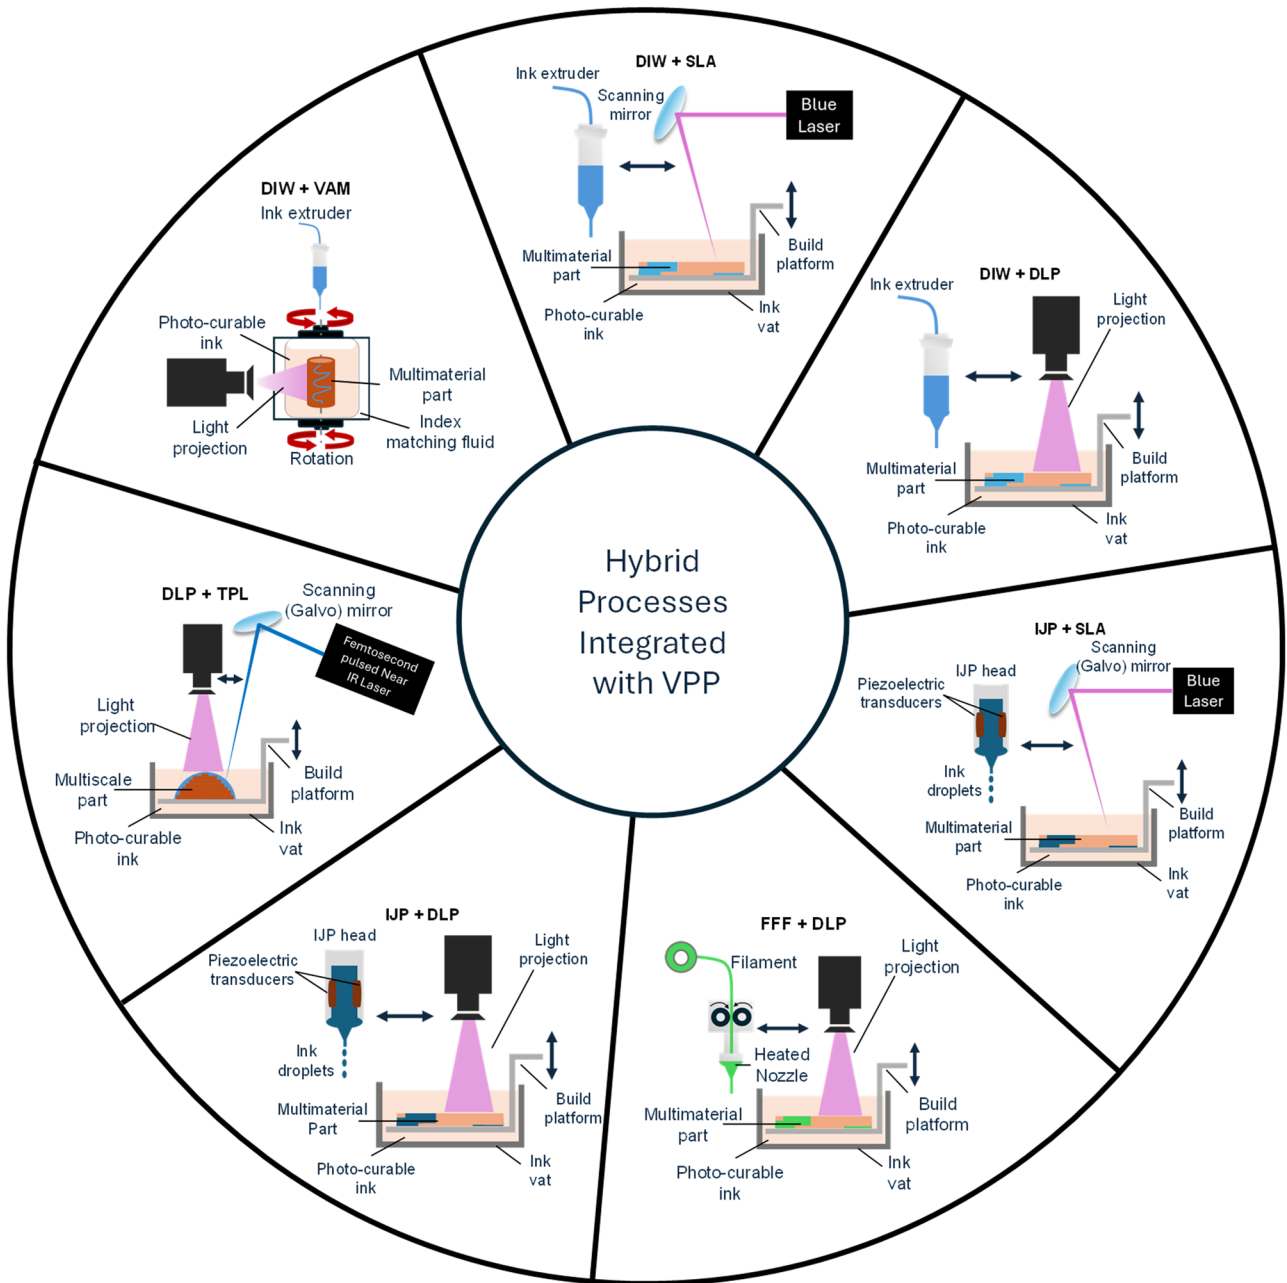 Hybrid
Processes
Integrated
with VPP
DIW + SLA
Ink extruder
Scanning
mirror
Blue
Laser
Multimaterial
part
Build
platform
Photo-curable
ink
Ink
vat
DIW + DLP
Ink extruder
Light
projection
Multimaterial
part
Build
platform
Photo-curable
ink
Ink
vat
IJP + SLA
Scanning
(Galvo) mirror
IJP head
Piezoelectric
transducers
Blue
Laser
Ink
droplets
Multimaterial
part
Build
platform
Photo-curable
ink
Ink
vat
FFF + DLP
Filament
Light
projection
Heated
Nozzle
Multimaterial
part
Build
platform
Photo-curable
ink
Ink
vat
IJP + DLP
IJP head
Piezoelectric
transducers
Light
projection
Ink
droplets
Multimaterial
Part
Build
platform
Photo-curable
ink
Ink
vat
DLP + TPL
Scanning
(Galvo) mirror
Femtosecond
pulsed Near
IR Laser
Light
projection
Multiscale
part
Build
platform
Photo-curable
ink
Ink
vat
DIW + VAM
Ink extruder
Photo-curable
ink
Multimaterial
part
Light
projection
Index
matching fluid
Rotation